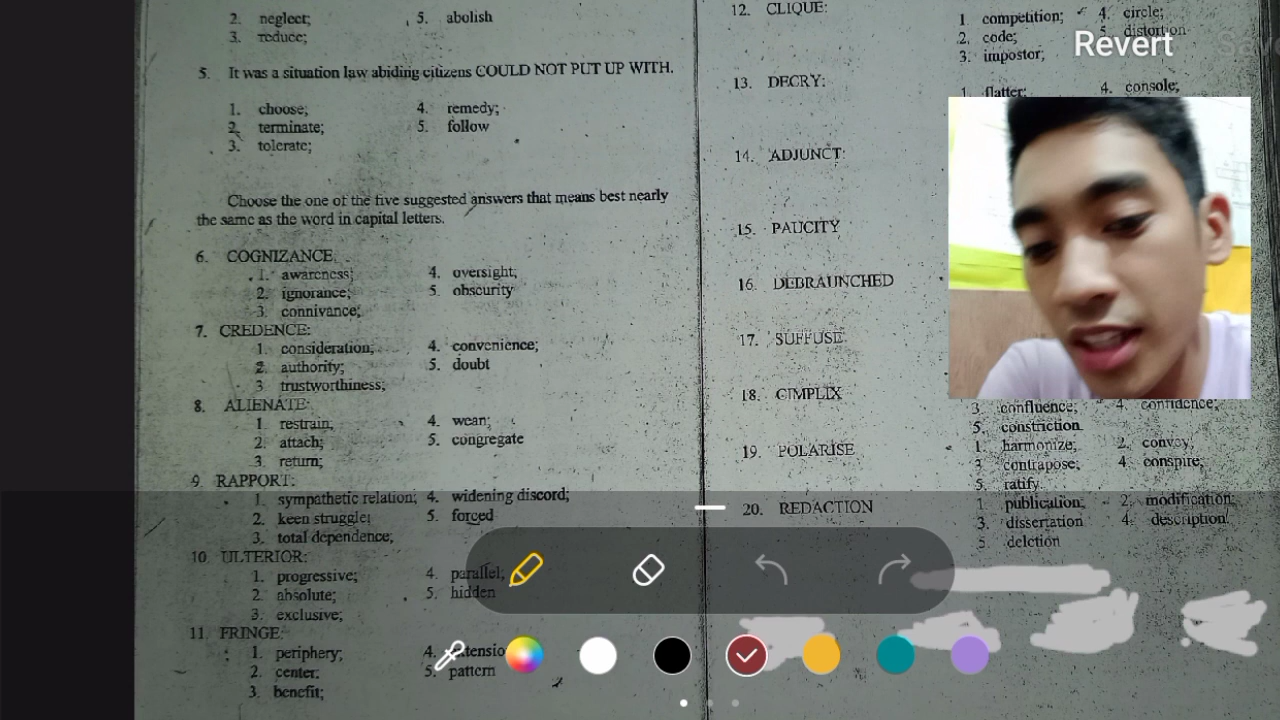 2. neglect; 5. abolish
3. reduce;
5. It was a situation law abiding citizens COULD NOT PUT UP WITH.
1. choose; 4. remedy;
2. terminate; 5. follow
3. tolerate;
Choose the one of the five suggested answers that means best nearly
the same as the word in capital letters.
6. COGNIZANCE
1. awareness; 4. oversight;
2. ignorance; 5. obscurity
3. connivance;
7. CREDENCE:
1. consideration; 4. convenience;
2. authority; 5. doubt
3. trustworthiness;
8. ALIENATE:
1. restrain, 4. wean;
2. attach; 5. congregate
3. return;
9. RAPPORT:
1. sympathetic relation; 4. widening discord;
2. keen struggle; 5. forced
3. total dependence;
10. ULTERIOR:
1. progressive; 4. parallel;
2. absolute; 5. hidden
3. exclusive;
11. FRINGE:
1. periphery; 4.
2. center; 5. pattern
3. benefit;
12. CLIQUE:
1. competition; 4. circle;
2. code; 5. distortion
3. impostor;
Revert Save
13. DECRY:
1. flatter; 4. console;
14. ADJUNCT:
15. PAUCITY
16. DEBRAUNCHED
17. SUFFUSE
18. CIMPLIX
3. confluence; 4. confidence;
5. constriction
19. POLARISE
1. harmonize; 2. convey;
3. contrapose; 4. conspire;
5. ratify
20. REDACTION
1. publication; 2. modification;
3. dissertation 4. description
5. deletion